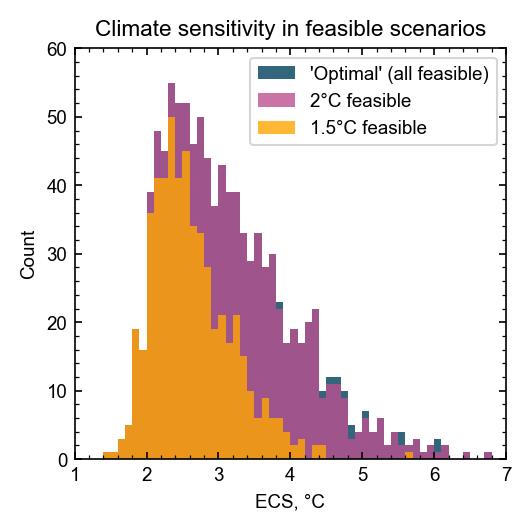 Climate sensitivity in feasible scenarios
'Optimal' (all feasible)
2°C feasible
1.5°C feasible
60
50
40
30
20
10
0
Count
1 2 3 4 5 6 7
ECS, °C